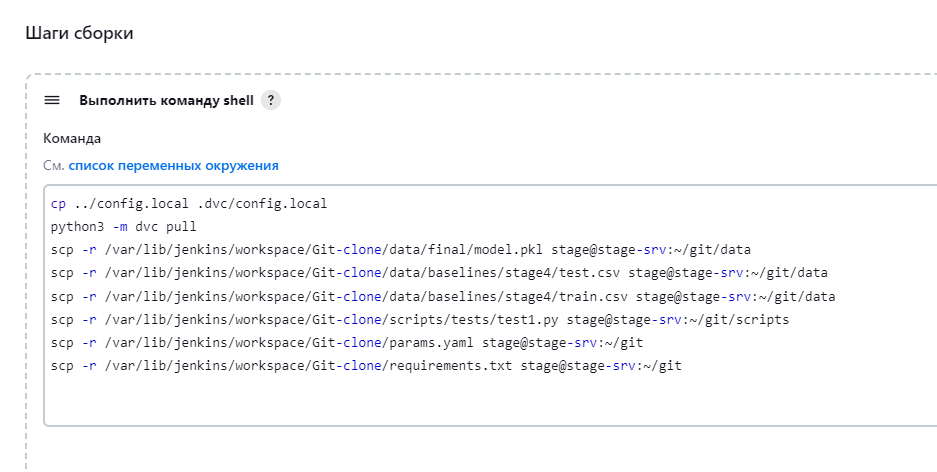 Шаги сборки
Выполнить команду shell ?
Команда
См. список переменных окружения
cp ../config.local .dvc/config.local
python3 -m dvc pull
scp -r /var/lib/jenkins/workspace/Git-clone/data/final/model.pkl stage@stage-srv:~/git/data
scp -r /var/lib/jenkins/workspace/Git-clone/data/baselines/stage4/test.csv stage@stage-srv:~/git/data
scp -r /var/lib/jenkins/workspace/Git-clone/data/baselines/stage4/train.csv stage@stage-srv:~/git/data
scp -r /var/lib/jenkins/workspace/Git-clone/scripts/tests/test1.py stage@stage-srv:~/git/scripts
scp -r /var/lib/jenkins/workspace/Git-clone/params.yaml stage@stage-srv:~/git
scp -r /var/lib/jenkins/workspace/Git-clone/requirements.txt stage@stage-srv:~/git